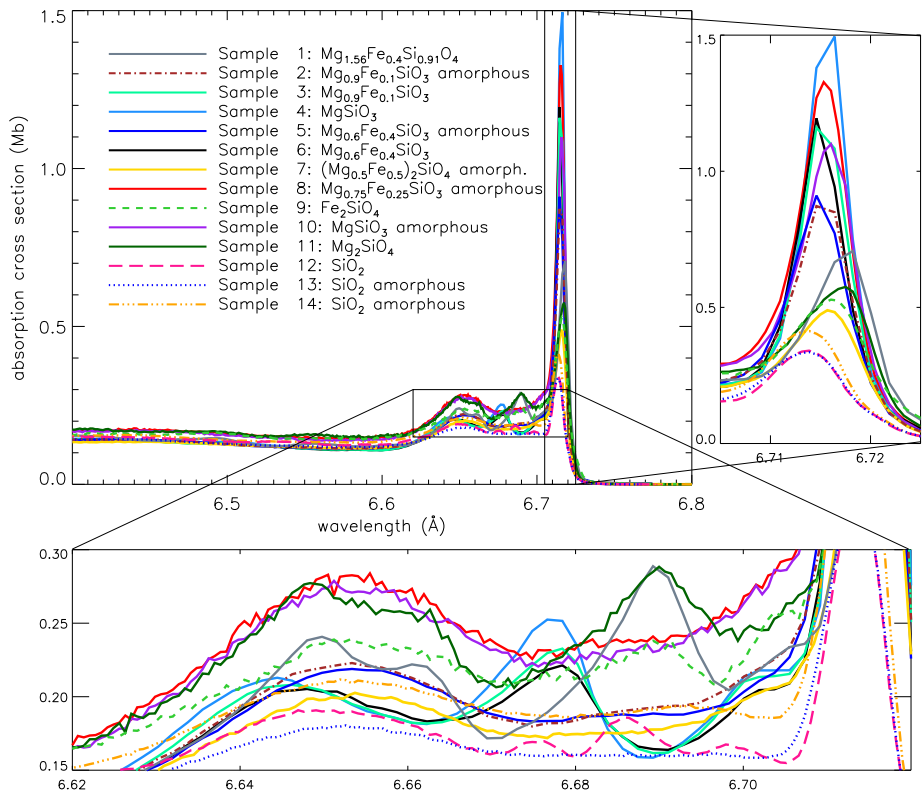 1.5
1.0
0.5
0.0
absorption cross section (Mb)
Sample 1: Mg1.56Fe0.4Si0.91O4
Sample 2: Mg0.9Fe0.1SiO3 amorphous
Sample 3: Mg0.9Fe0.1SiO3
Sample 4: MgSiO3
Sample 5: Mg0.6Fe0.4SiO3 amorphous
Sample 6: Mg0.6Fe0.4SiO3
Sample 7: (Mg0.5Fe0.5)2SiO4 amorph.
Sample 8: Mg0.75Fe0.25SiO3 amorphous
Sample 9: Fe2SiO4
Sample 10: MgSiO3 amorphous
Sample 11: Mg2SiO4
Sample 12: SiO2
Sample 13: SiO2 amorphous
Sample 14: SiO2 amorphous
6.5 6.6 6.7 6.8
wavelength (Å)
1.5
1.0
0.5
0.0
6.71 6.72
0.30
0.25
0.20
0.15
6.62 6.64 6.66 6.68 6.70